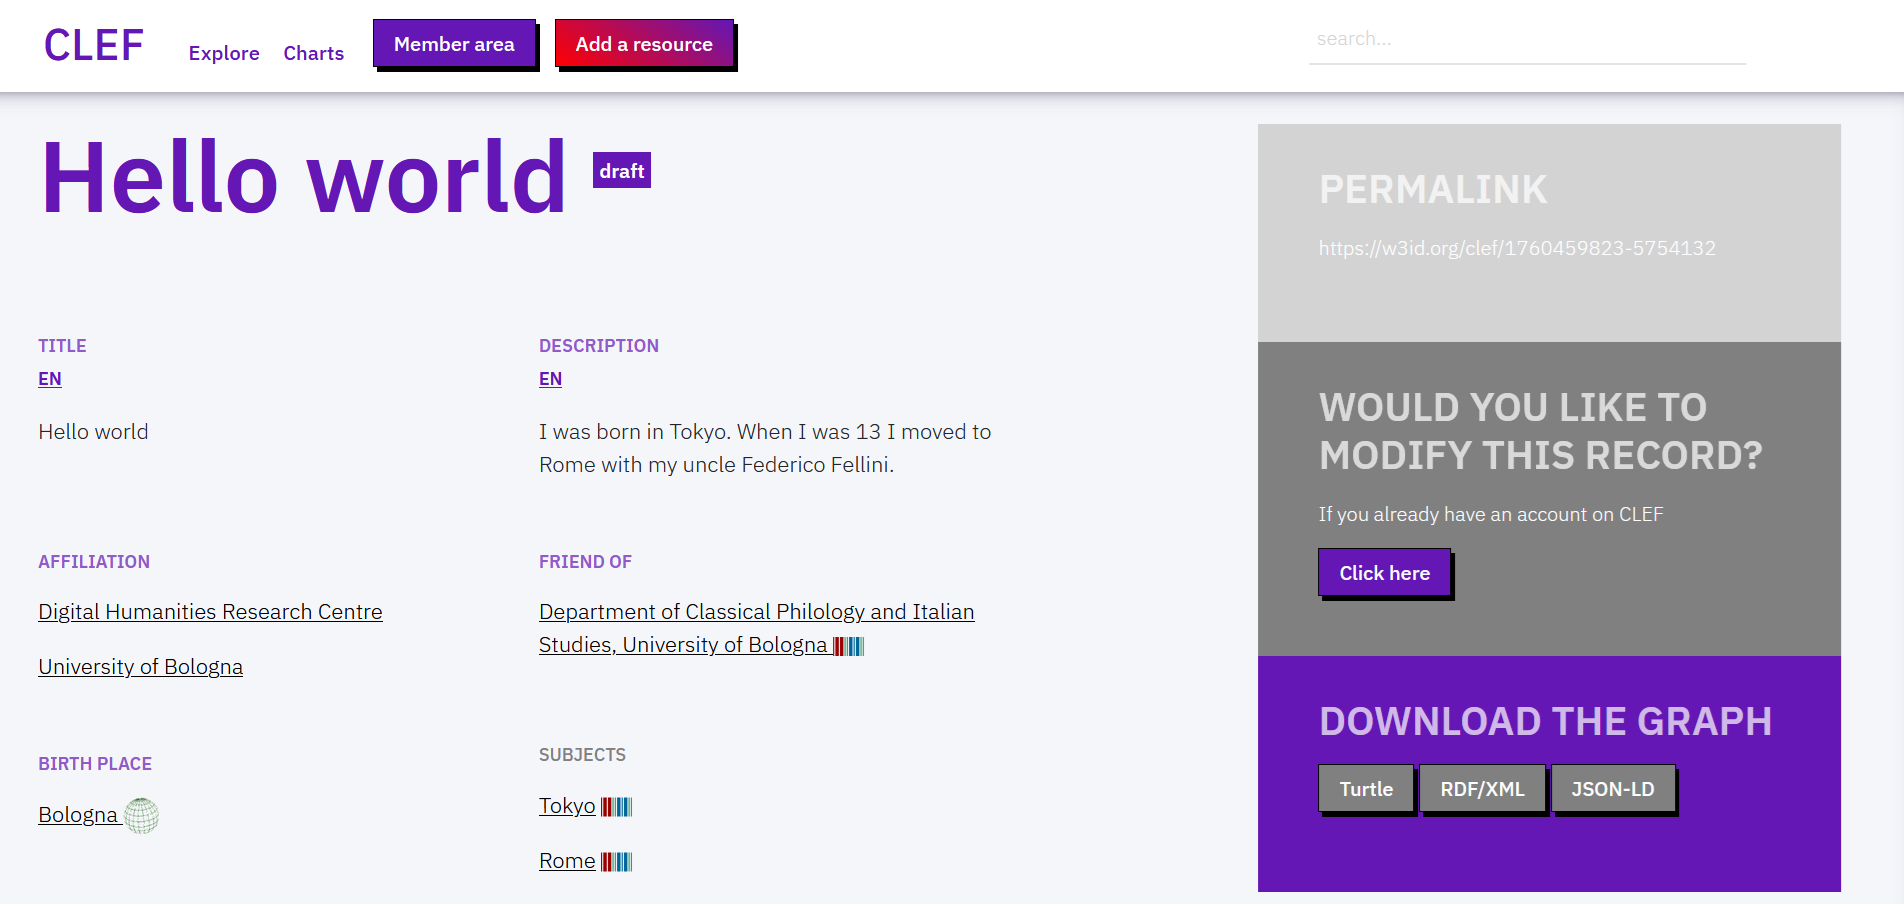 CLEF
Explore
Charts
Member area
Add a resource
search...
Hello world
draft
TITLE
EN
Hello world
DESCRIPTION
EN
I was born in Tokyo. When I was 13 I moved to
Rome with my uncle Federico Fellini.
AFFILIATION
Digital Humanities Research Centre
University of Bologna
FRIEND OF
Department of Classical Philology and Italian
Studies, University of Bologna
BIRTH PLACE
Bologna
SUBJECTS
Tokyo
Rome
PERMALINK
https://w3id.org/clef/1760459823-5754132
WOULD YOU LIKE TO
MODIFY THIS RECORD?
If you already have an account on CLEF
Click here
DOWNLOAD THE GRAPH
Turtle
RDF/XML
JSON-LD